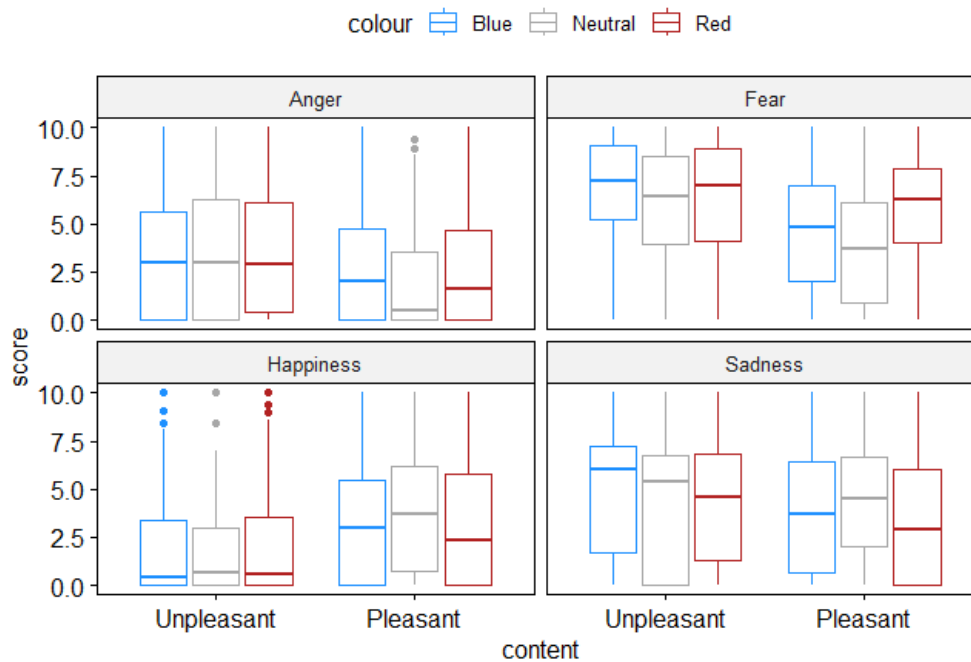 colour Blue Neutral Red
Anger
Fear
10.0
7.5
5.0
2.5
0.0
Happiness
Sadness
10.0
7.5
5.0
2.5
0.0
score
Unpleasant Pleasant Unpleasant Pleasant
content